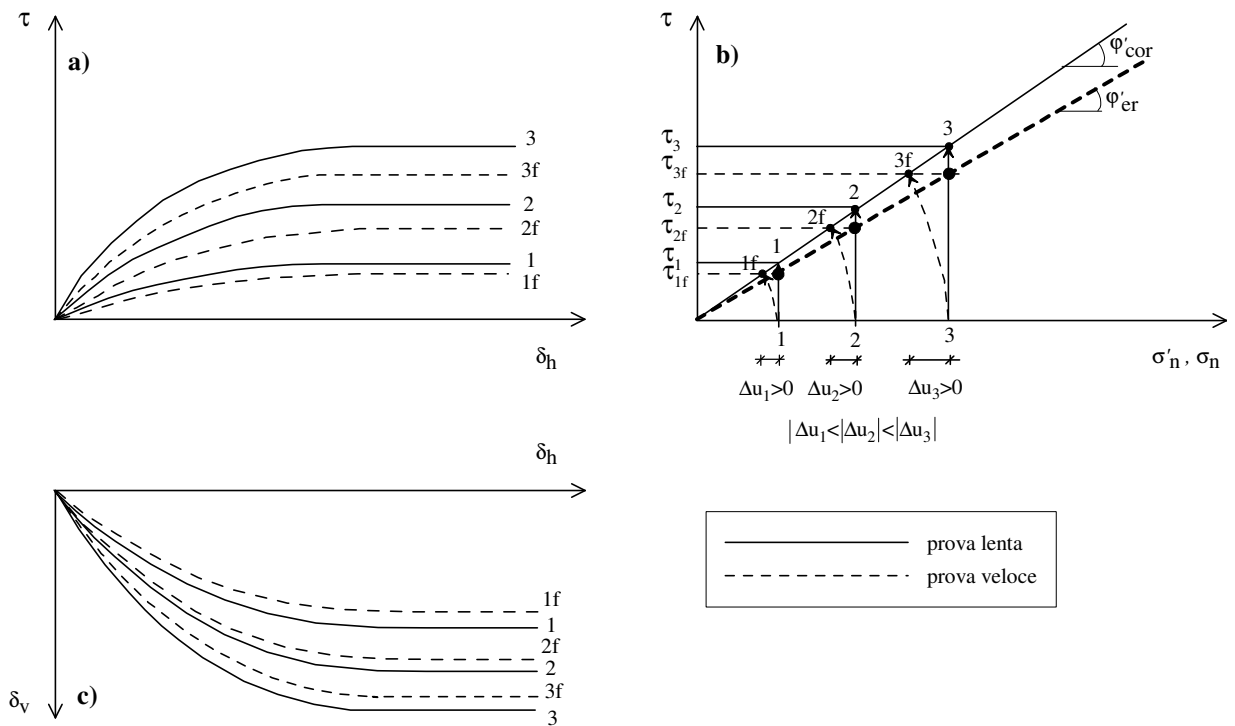 τ
a)
3
3f
2
2f
1
1f
δh
τ
b)
φ'cor
φ'er
τ3
τ3f
τ2
τ2f
τ1
τ1f
3
3f
2
2f
1
1f
1
2
3
σ'n , σn
Δu1>0
Δu2>0
Δu3>0
|Δu1<|Δu2|<|Δu3|
δh
1f
1
2f
2
3f
3
δv
c)
prova lenta
prova veloce